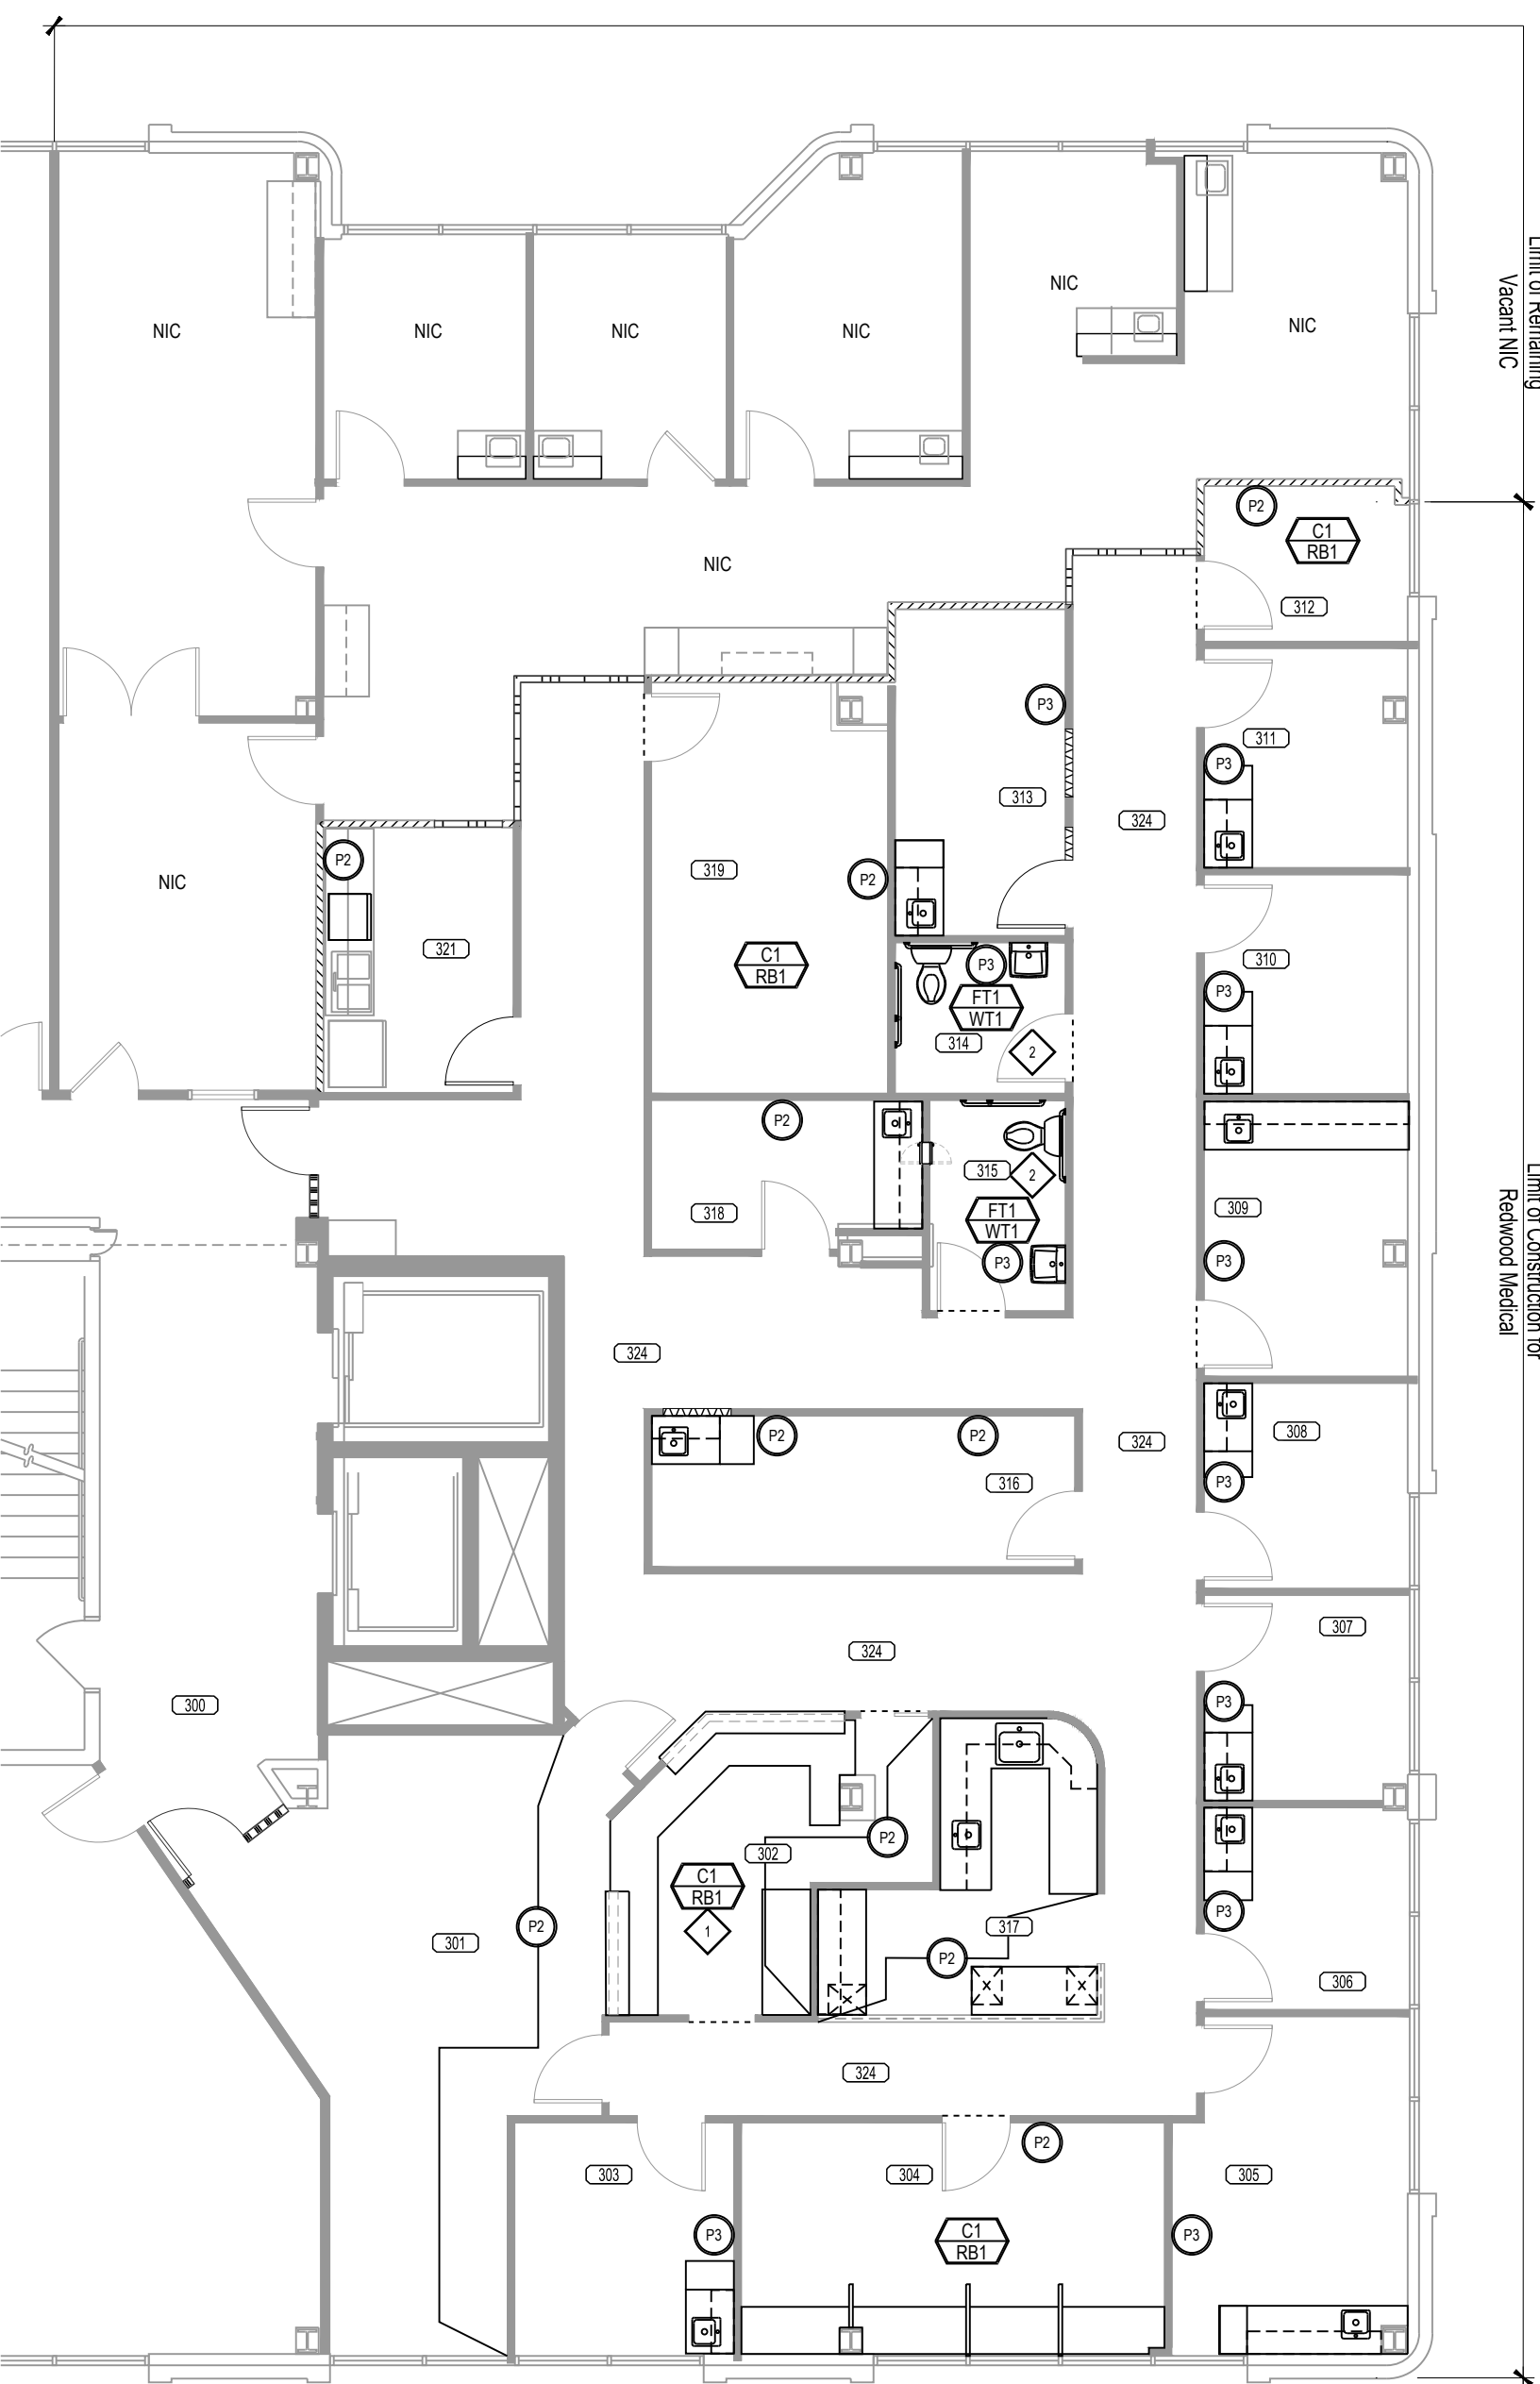 Limit of Remaining
Vacant NIC
NIC
NIC
NIC
NIC
NIC
NIC
P2
C1
RB1
NIC
312
P3
311
P3
313
324
P2
319
P2
NIC
321
C1
RB1
P3
310
P3
FT1
WT1
314
2
P2
315
2
318
FT1
WT1
309
P3
P3
Limit of Construction for
Redwood Medical
324
308
P2
P2
324
316
P3
307
324
P3
300
P2
302
C1
RB1
P3
P2
317
1
301
P2
306
324
P2
303
304
305
P3
C1
RB1
P3